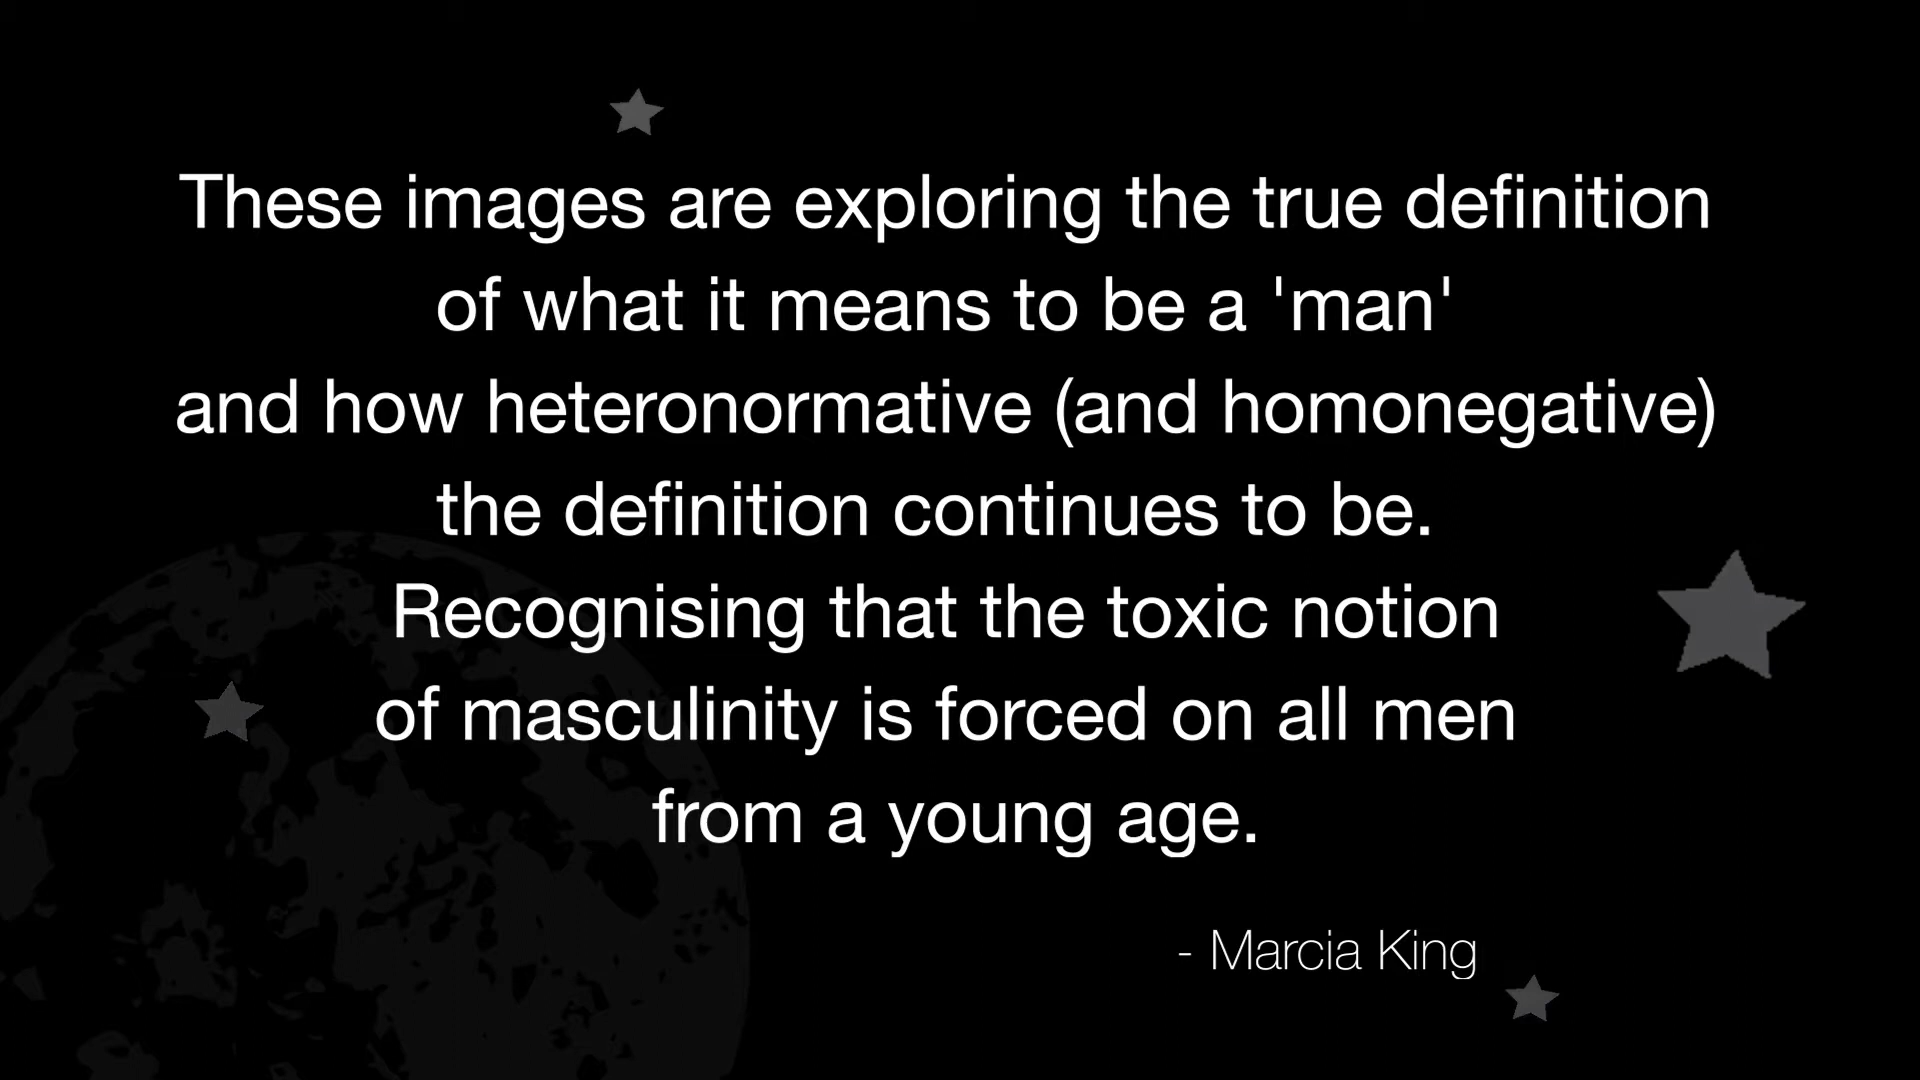 These images are exploring the true definition
of what it means to be a 'man'
and how heteronormative (and homonegative)
the definition continues to be.
Recognising that the toxic notion
of masculinity is forced on all men
from a young age.
- Marcia King